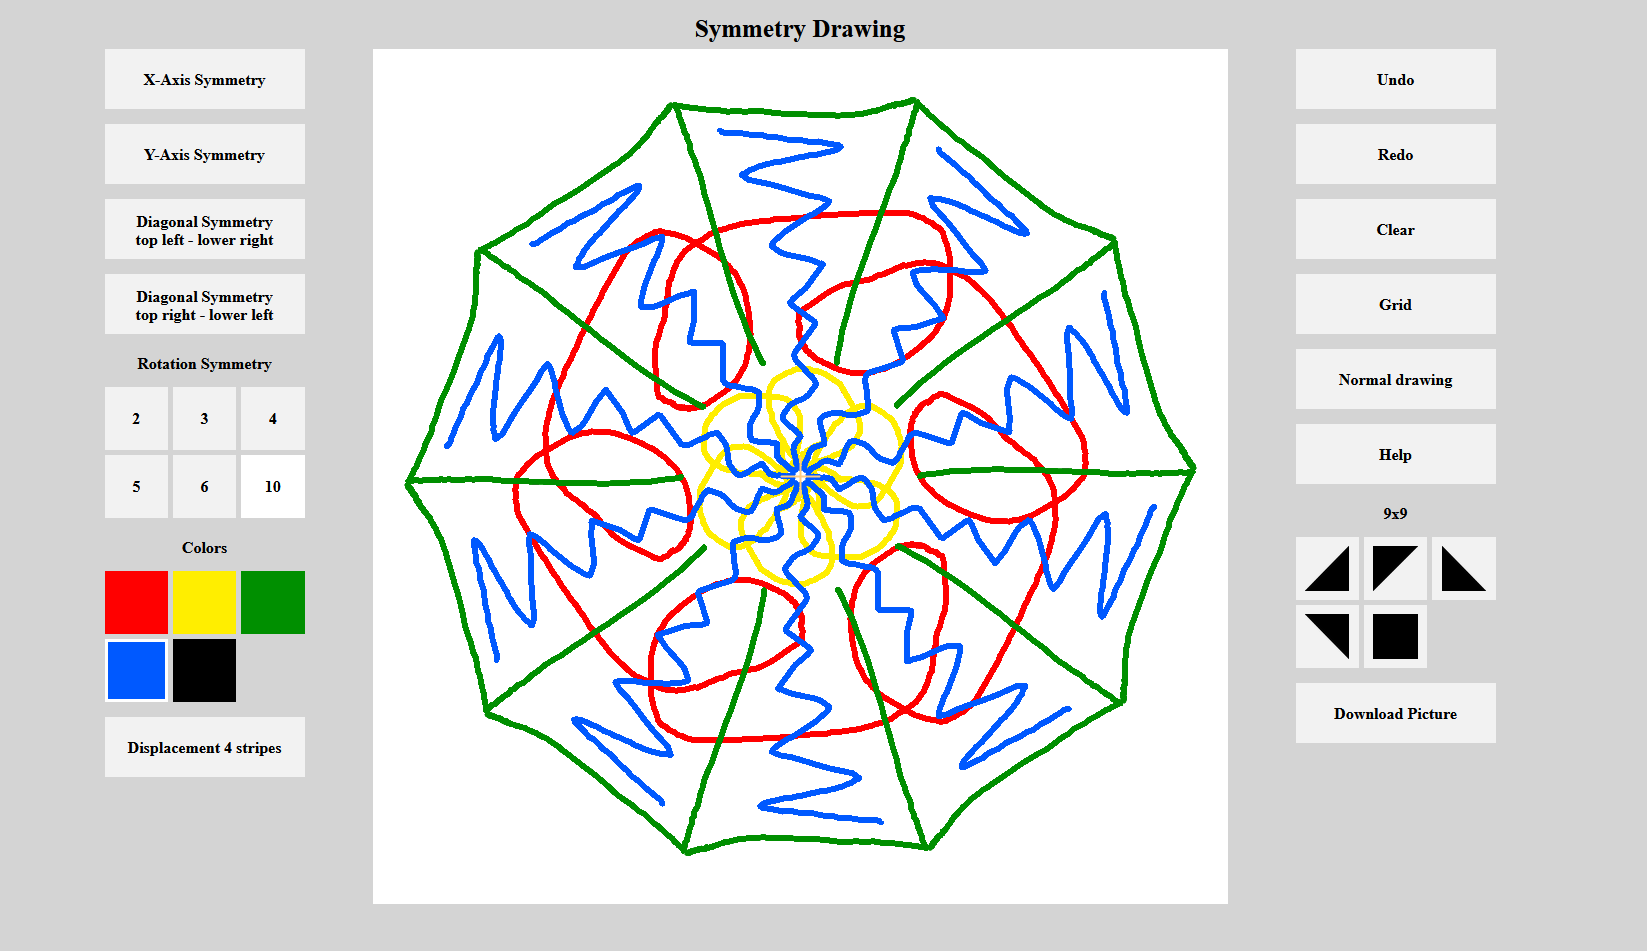 Symmetry Drawing
X-Axis Symmetry
Y-Axis Symmetry
Diagonal Symmetry
top left - lower right
Diagonal Symmetry
top right - lower left
Rotation Symmetry
2 3 4
5 6 10
Colors
Displacement 4 stripes
Undo
Redo
Clear
Grid
Normal drawing
Help
9x9
Download Picture